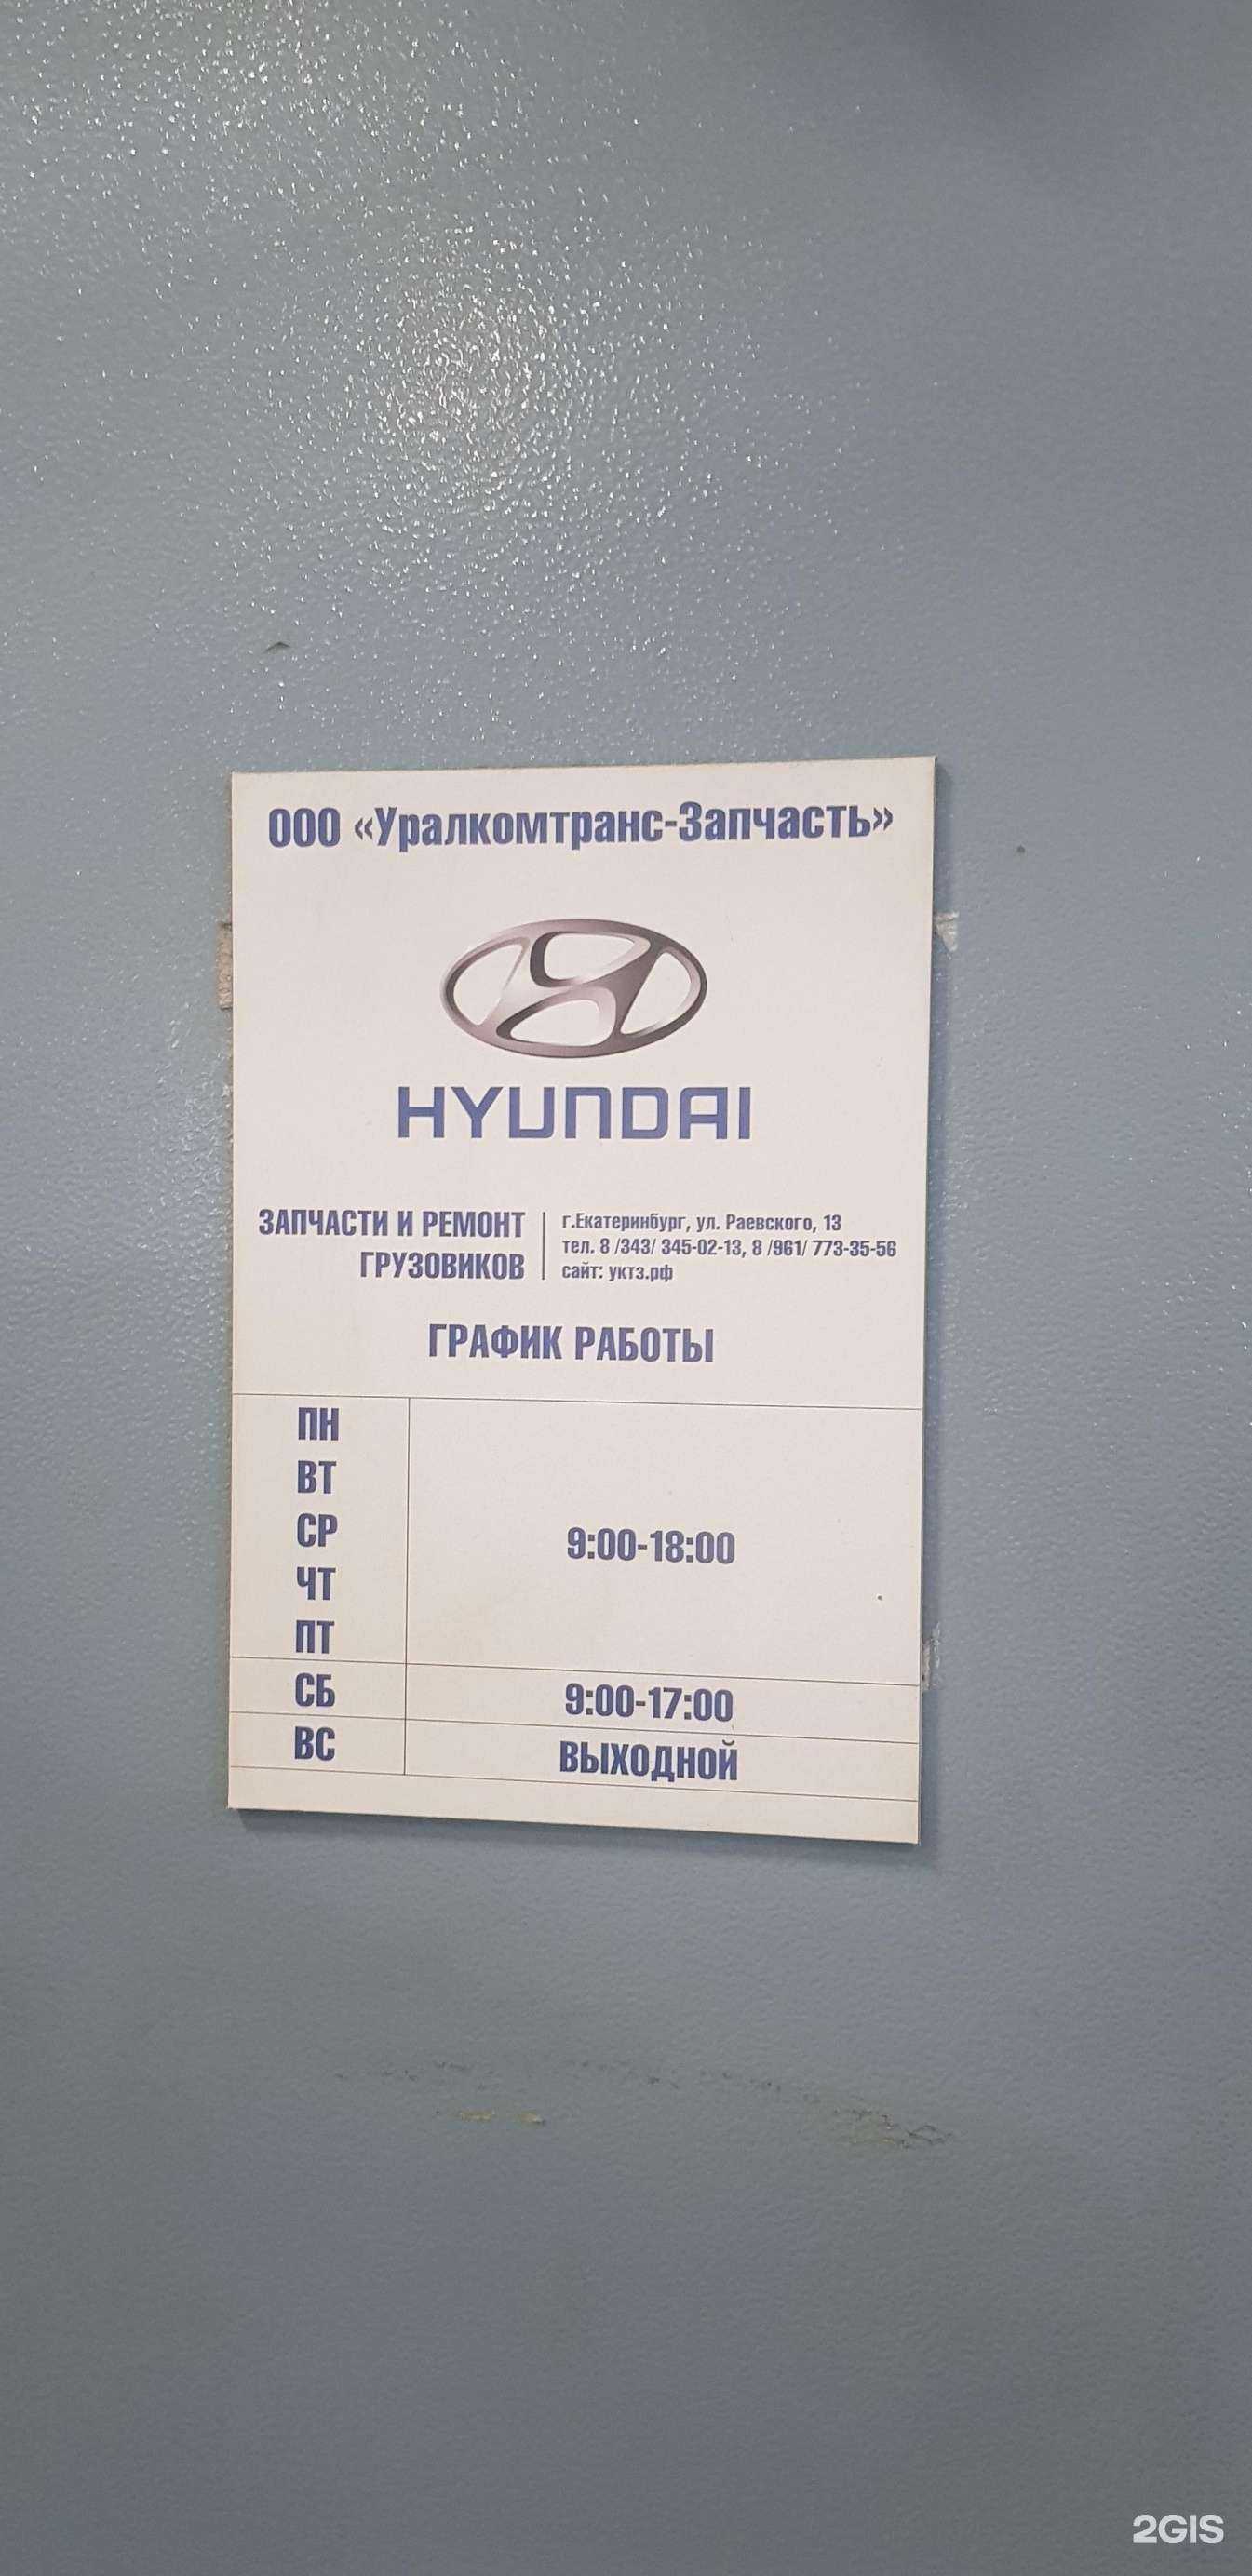 ООО «Уралкомтранс-Запчасть»
HYUNDAI
ЗАПЧАСТИ И РЕМОНТ
ГРУЗОВИКОВ
г.Екатеринбург, ул. Раевского, 13
тел. 8 /343/ 345-02-13, 8 /961/ 773-35-56
сайт: уктз.рф
ГРАФИК РАБОТЫ
ПН
ВТ
СР
ЧТ
ПТ
9:00-18:00
СБ 9:00-17:00
ВС ВЫХОДНОЙ
2GIS